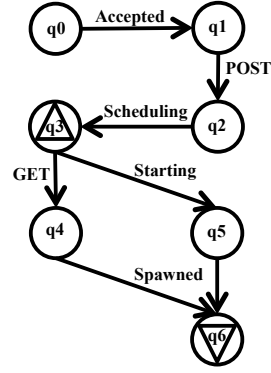 q0 Accepted q1
POST
q3 Scheduling q2
GET Starting
q4 Spawned q5
q6